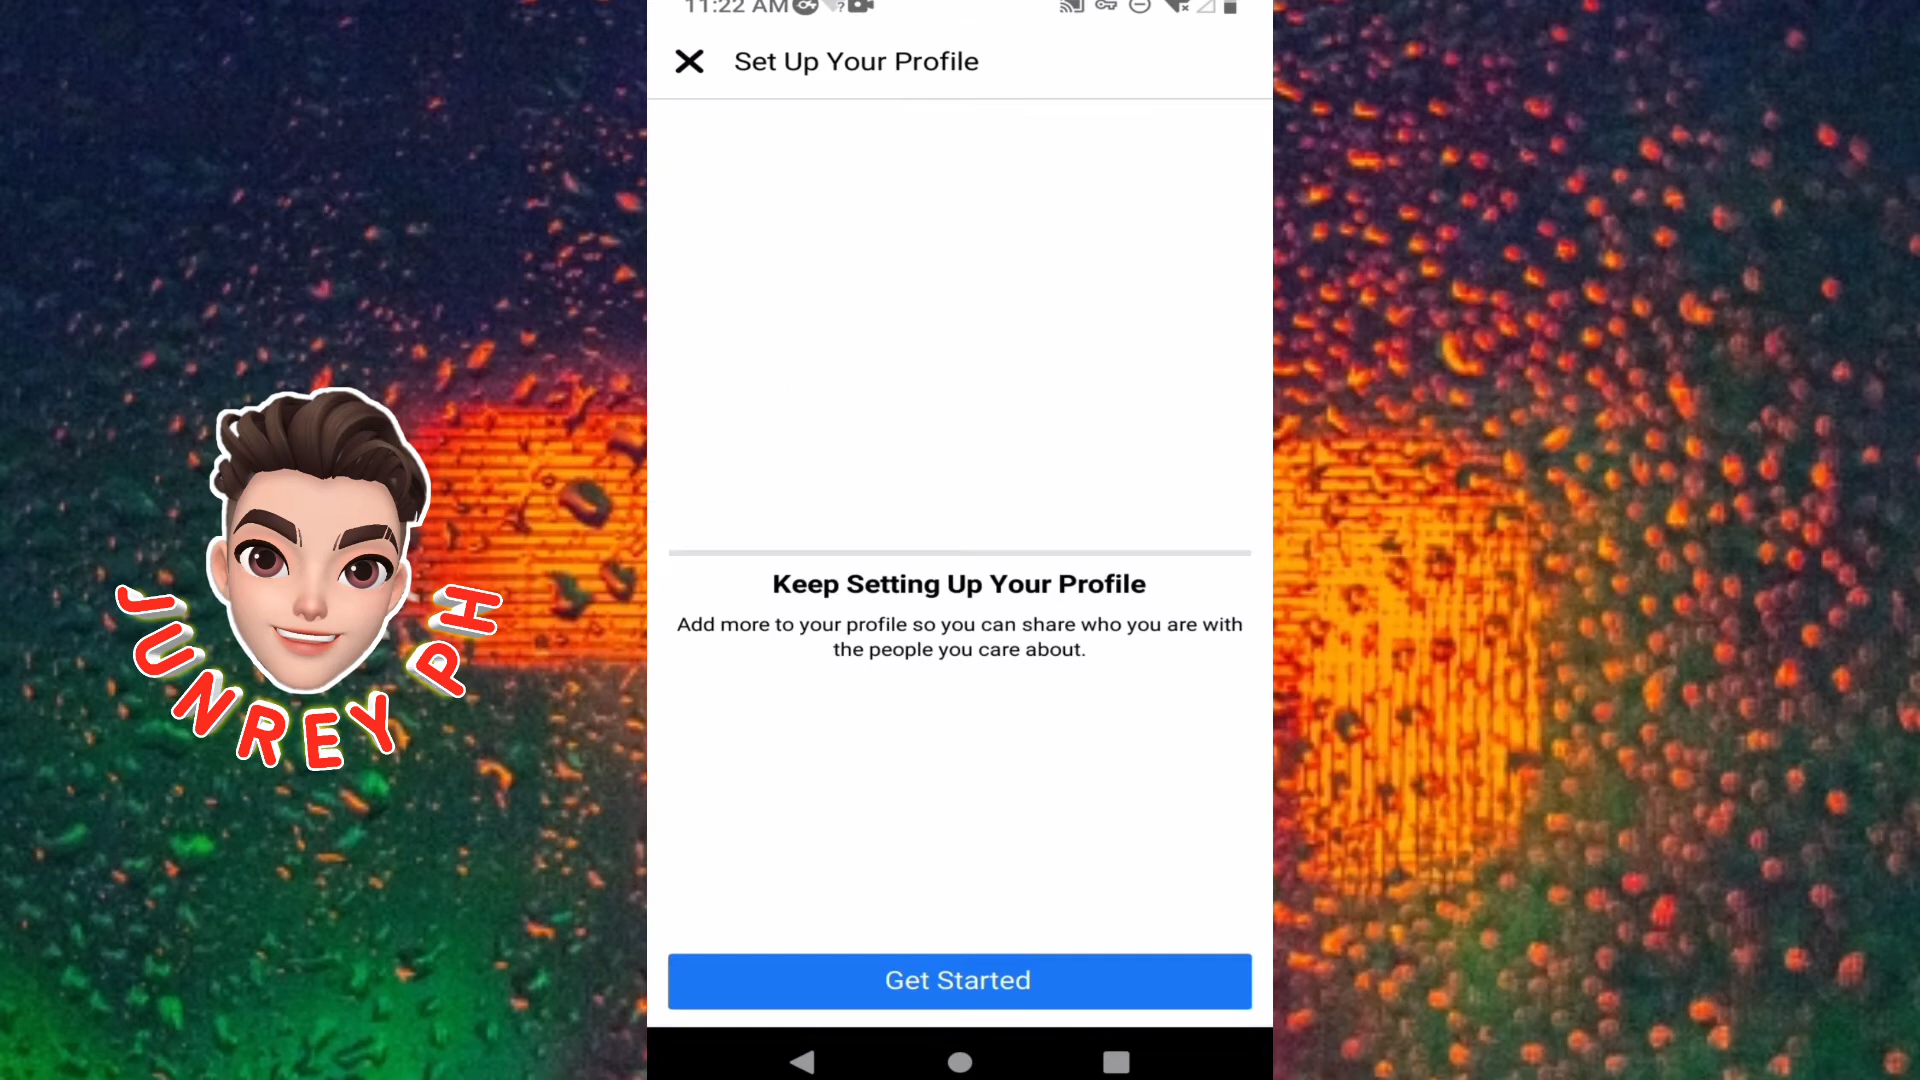 11:22 AM
Set Up Your Profile
Keep Setting Up Your Profile
Add more to your profile so you can share who you are with
the people you care about.
JUNREY PH
Get Started